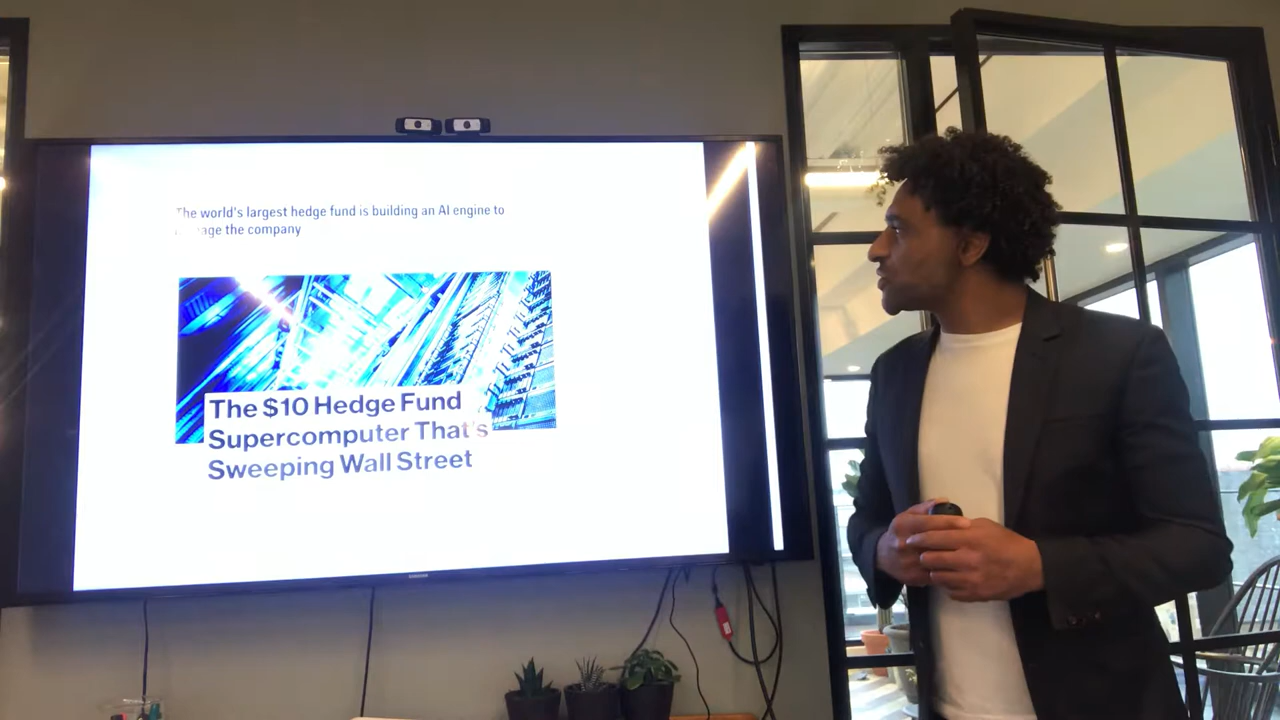 The world's largest hedge fund is building an AI engine to
the company
The $10 Hedge Fund
Supercomputer That's
Sweeping Wall Street
SAMSUNG